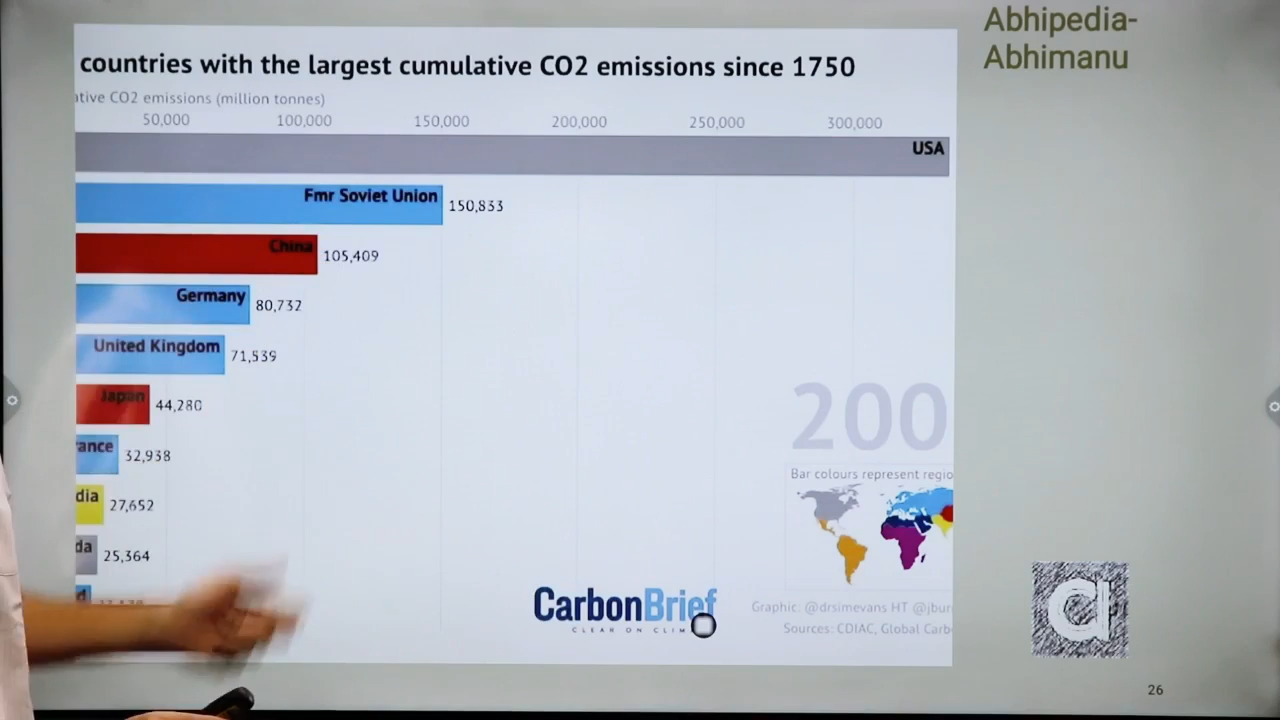 Abhipedia-
Abhimanu
countries with the largest cumulative CO2 emissions since 1750
CO2 emissions (million tonnes)
50,000 100,000 150,000 200,000 250,000 300,000
USA
Fmr Soviet Union 150,833
China 105,409
Germany 80,732
United Kingdom 71,539
Japan 44,280
ance 32,938
dia 27,652
da 25,364
d
200
Bar colours represent regio
CarbonBrief
CLEAR ON CLIM
Graphic: @drsimevans HT @jbur
Sources: CDIAC, Global Carb
26